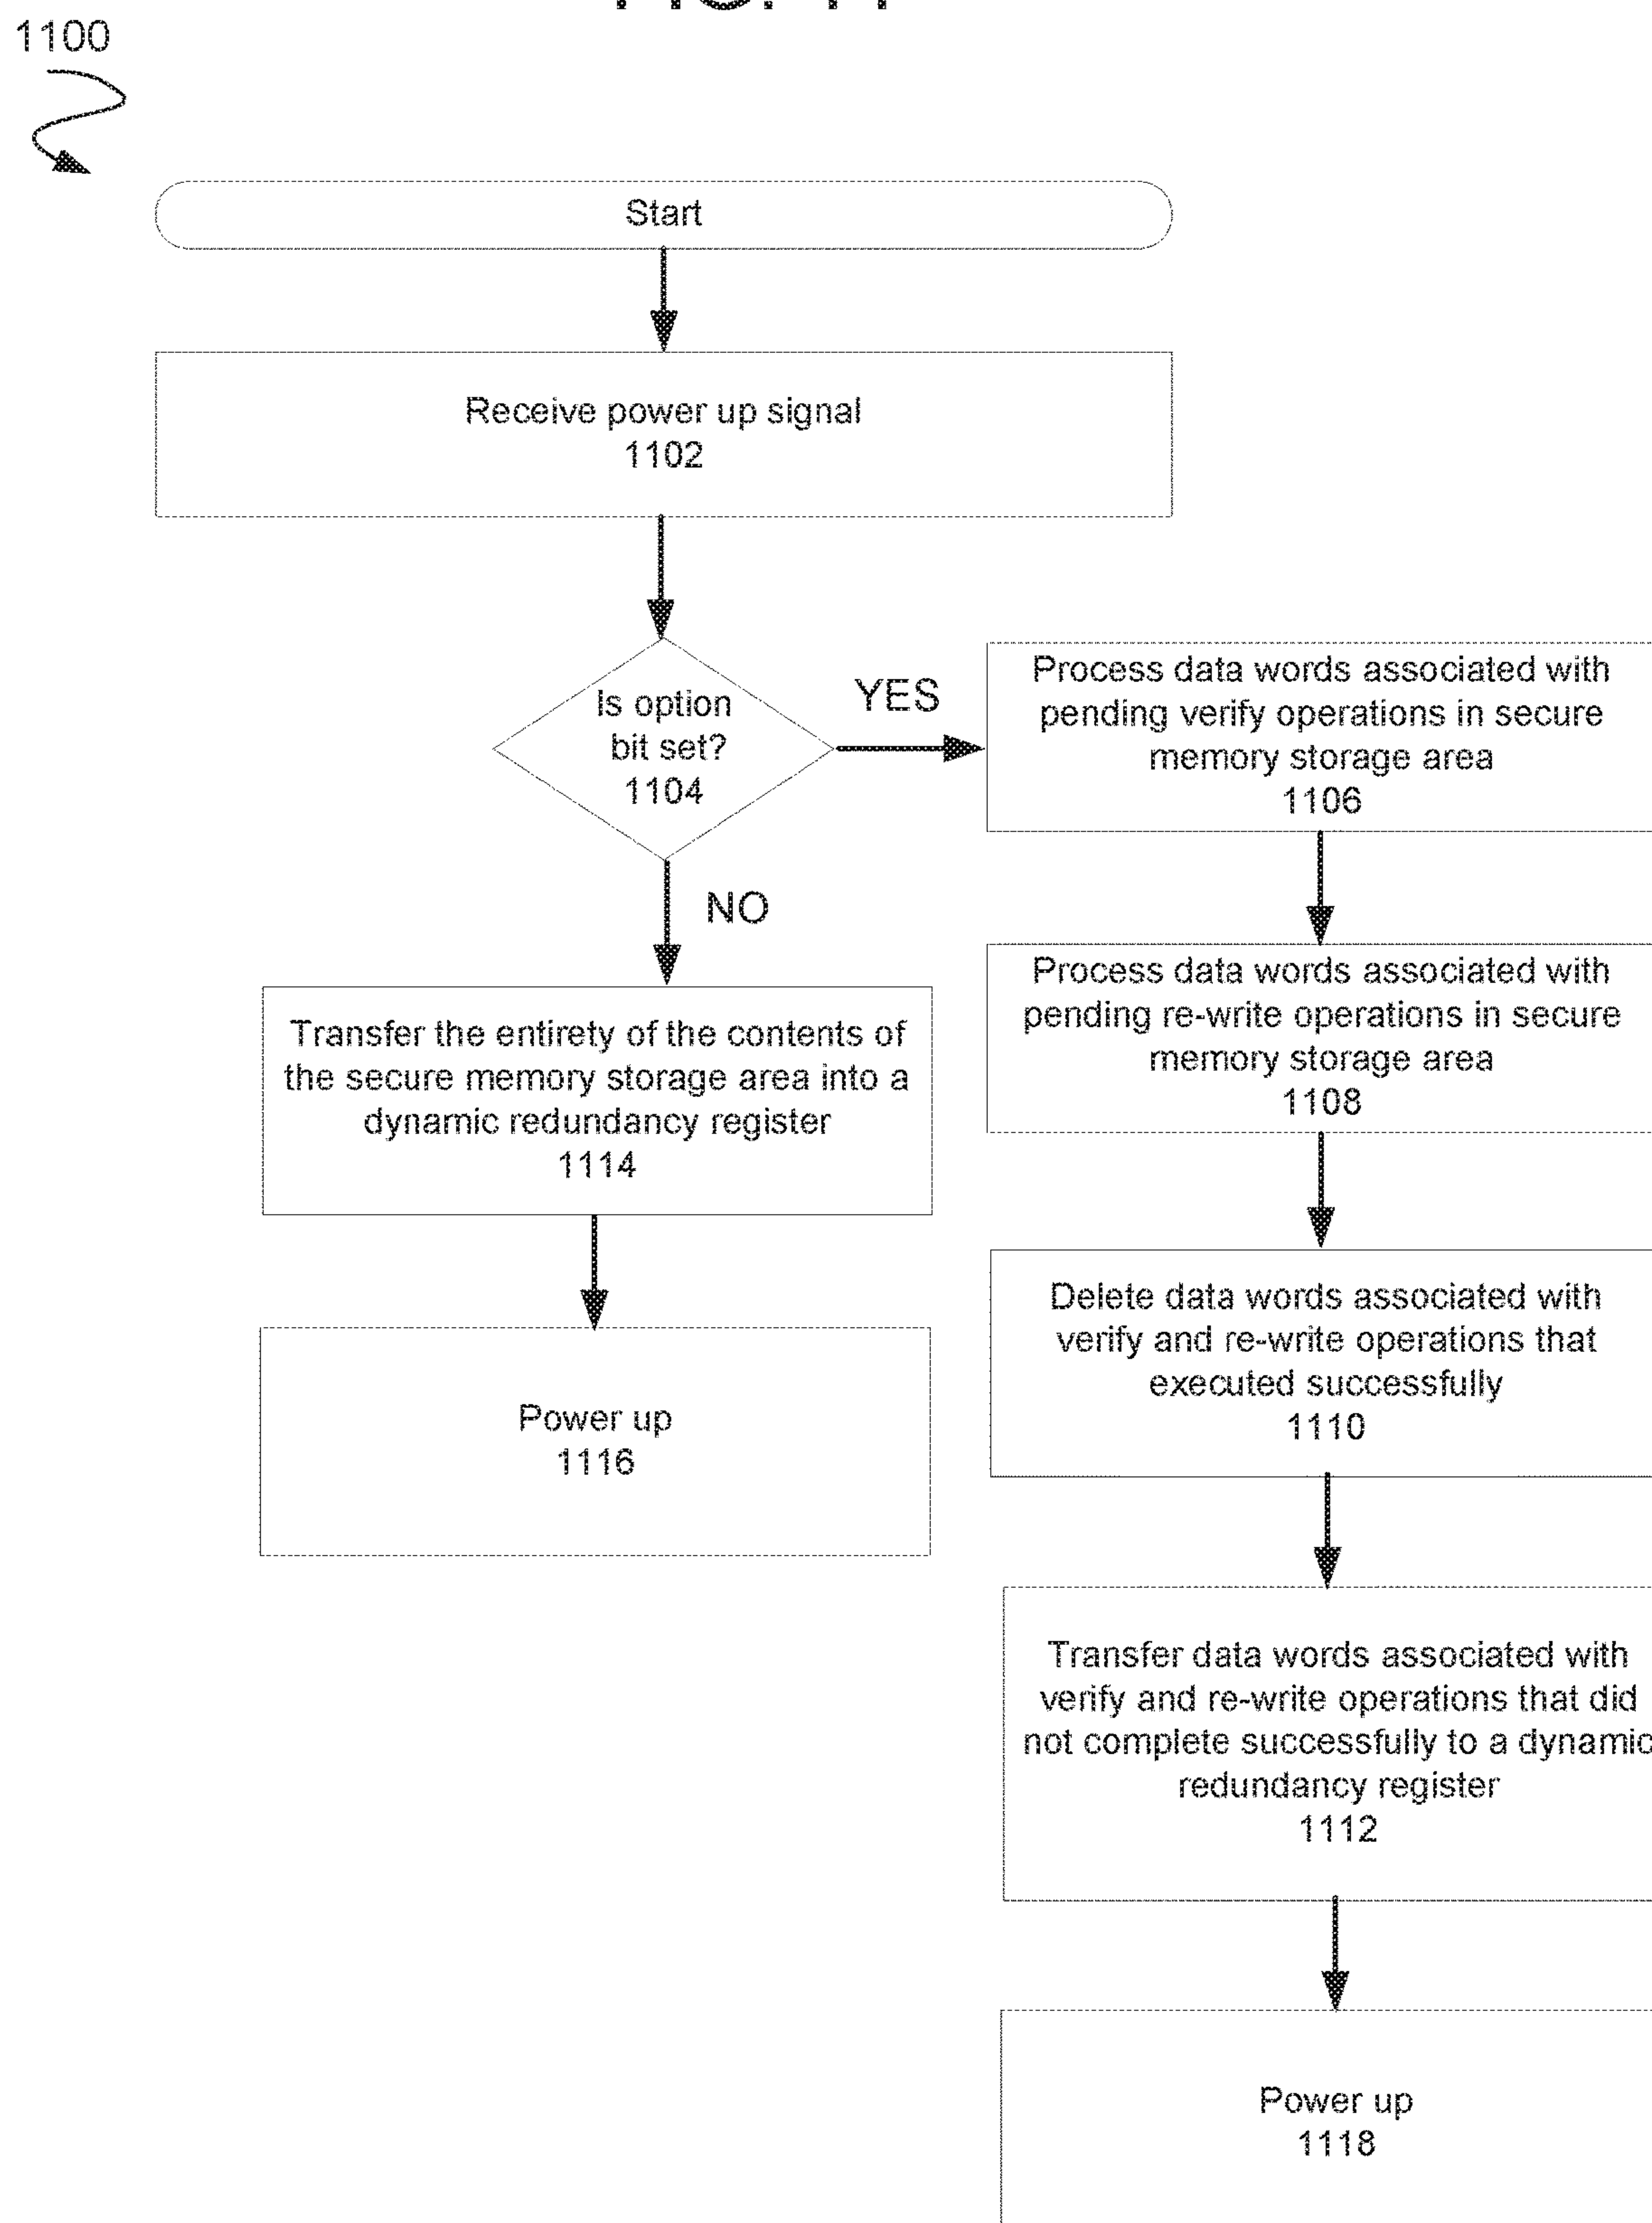 1100
Start
Receive power up signal
1102
Is option
bit set?
1104
YES
NO
Process data words associated with
pending verify operations in secure
memory storage area
1106
Process data words associated with
pending re-write operations in secure
memory storage area
1108
Transfer the entirety of the contents of
the secure memory storage area into a
dynamic redundancy register
1114
Delete data words associated with
verify and re-write operations that
executed successfully
1110
Power up
1116
Transfer data words associated with
verify and re-write operations that did
not complete successfully to a dynamic
redundancy register
1112
Power up
1118